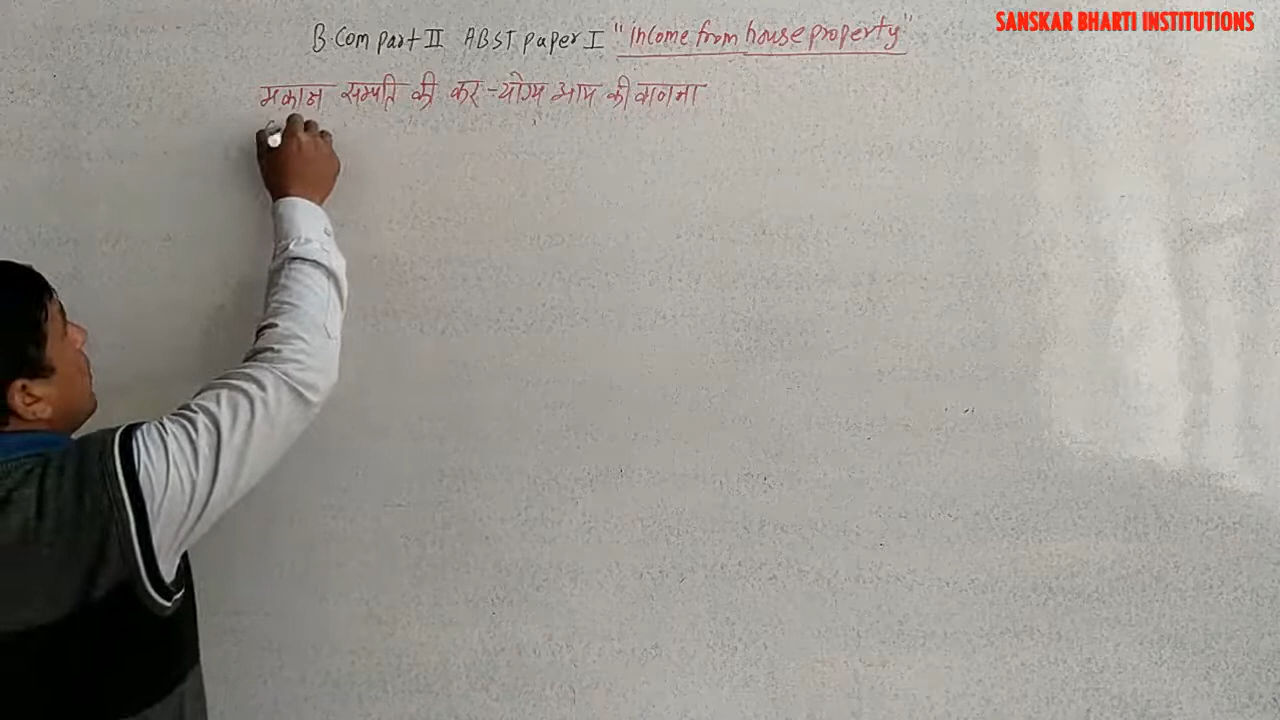 SANSKAR BHARTI INSTITUTIONS
B Com part II ABST paper I "income from house property"
मकान सम्पति की कर-योग्य आय की गणना